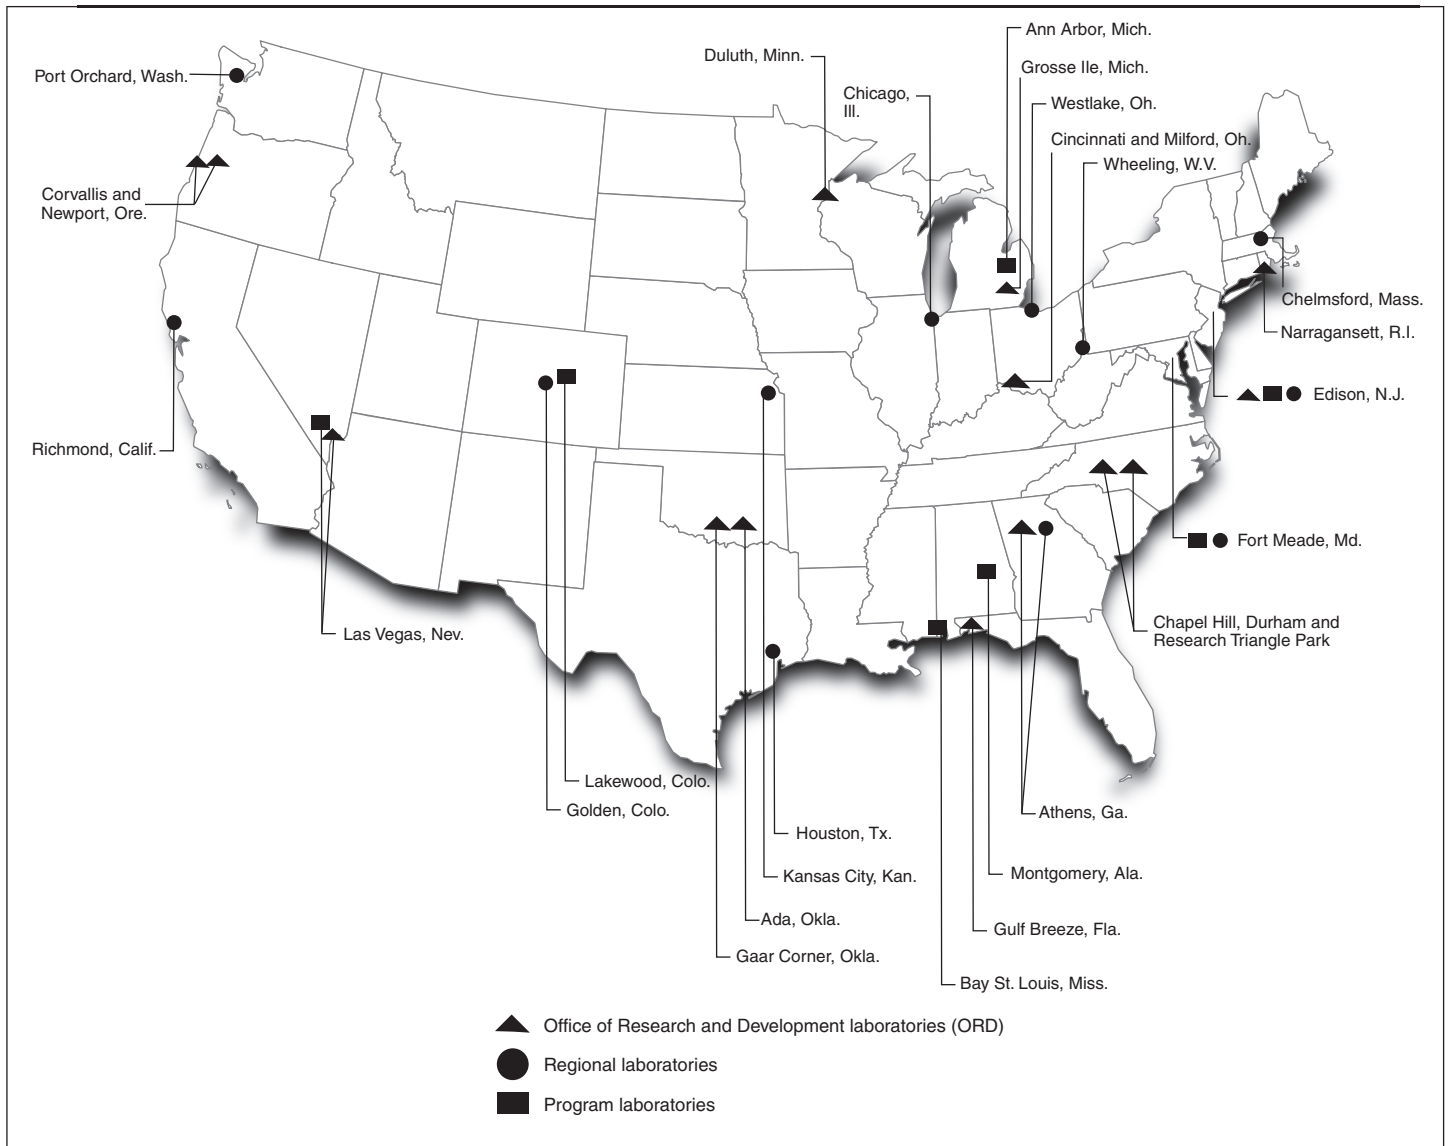 Ann Arbor, Mich.
Duluth, Minn.
Grosse Ile, Mich.
Port Orchard, Wash.
Chicago,
Ill.
Westlake, Oh.
Cincinnati and Milford, Oh.
Wheeling, W.V.
Corvallis and
Newport, Ore.
Chelmsford, Mass.
Narragansett, R.I.
Edison, N.J.
Richmond, Calif.
Fort Meade, Md.
Las Vegas, Nev.
Chapel Hill, Durham and
Research Triangle Park
Lakewood, Colo.
Golden, Colo.
Athens, Ga.
Houston, Tx.
Kansas City, Kan.
Montgomery, Ala.
Ada, Okla.
Gulf Breeze, Fla.
Gaar Corner, Okla.
Bay St. Louis, Miss.
Office of Research and Development laboratories (ORD)
Regional laboratories
Program laboratories